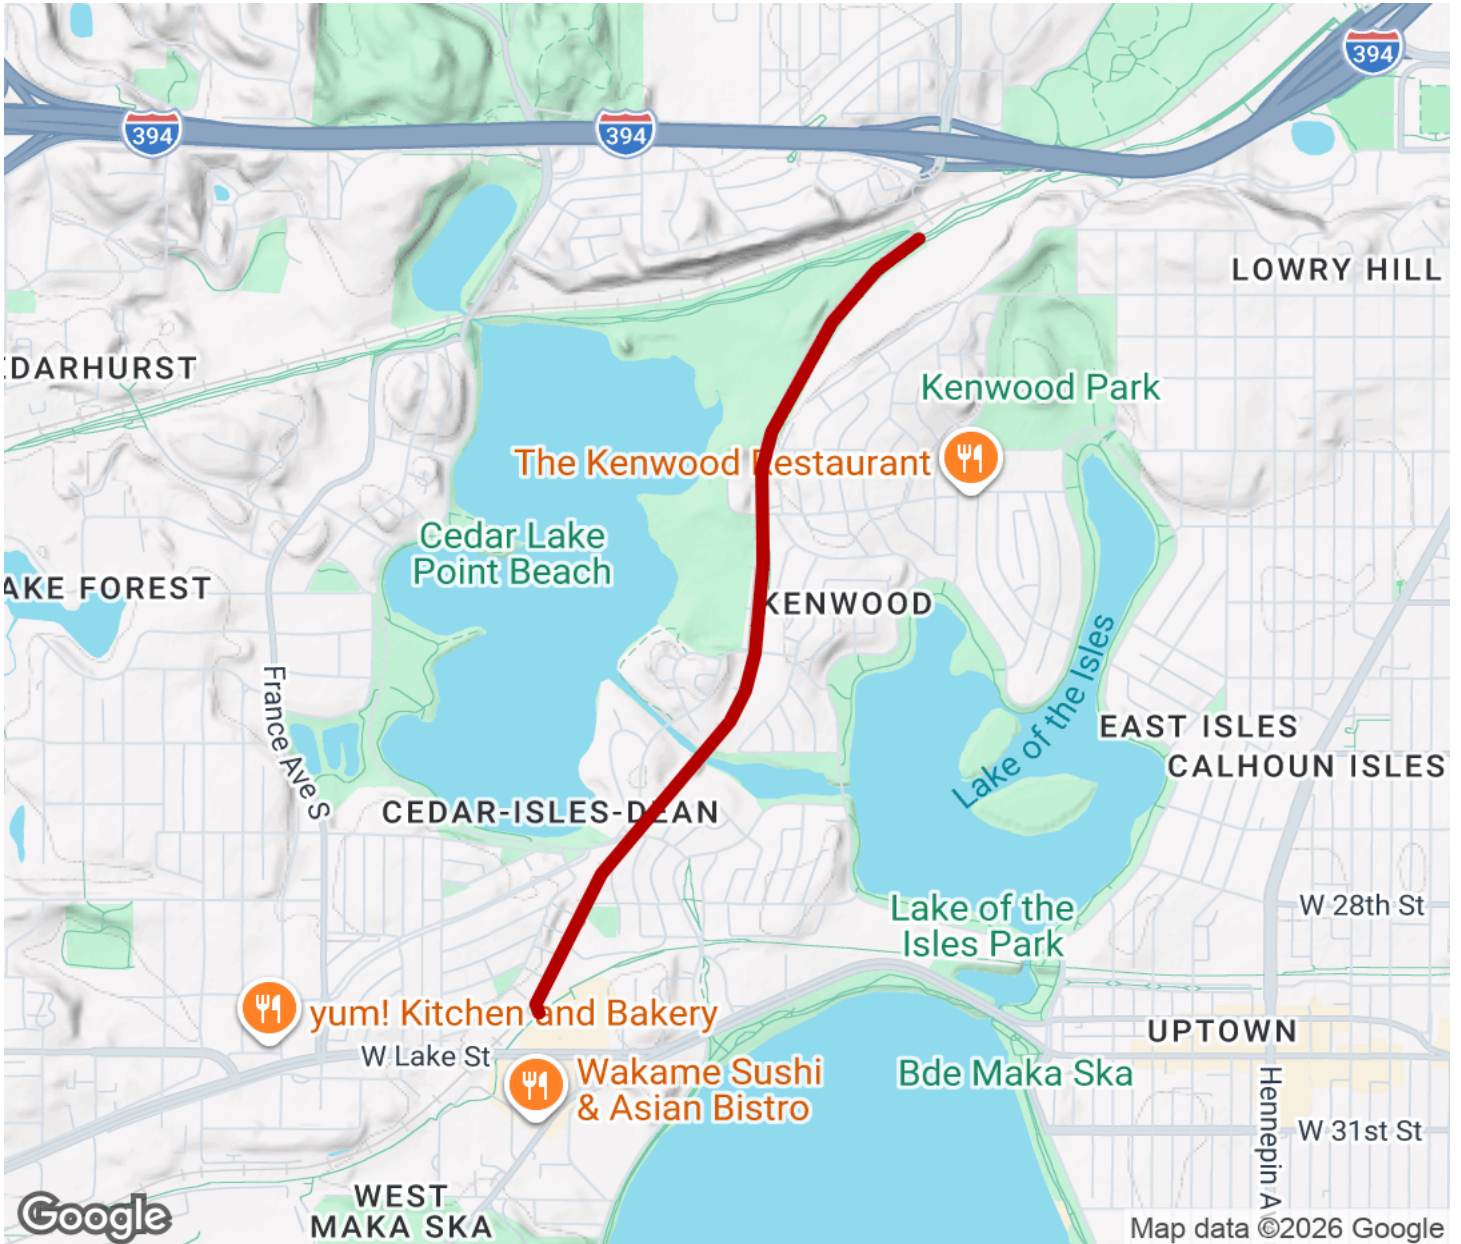 394
394
394
LOWRY HILL
EDARHURST
Kenwood Park
The Kenwood Restaurant
Cedar Lake
Point Beach
AKE FOREST
KENWOOD
Lake of the Isles
France Ave S
EAST ISLES
CALHOUN ISLES
CEDAR-ISLES-DEAN
W 28th St
Lake of the
Isles Park
yum! Kitchen and Bakery
W Lake St
UPTOWN
Wakame Sushi
& Asian Bistro
Bde Maka Ska
Hennepin A
W 31st St
WEST
MAKA SKA
Google
Map data ©2026 Google